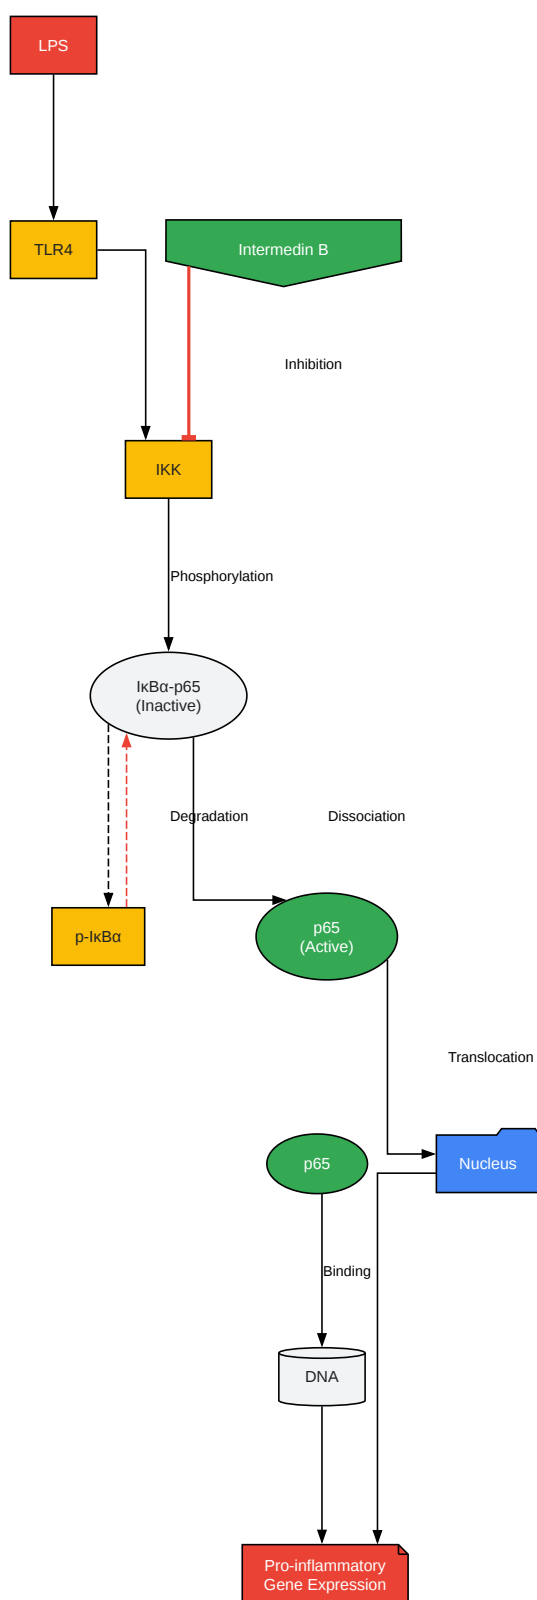 LPS
TLR4
Intermedin B
Inhibition
IKK
Phosphorylation
IκBα-p65
(Inactive)
Degradation
Dissociation
p65
(Active)
p-IκBα
Translocation
p65
Nucleus
Binding
DNA
Pro-inflammatory
Gene Expression